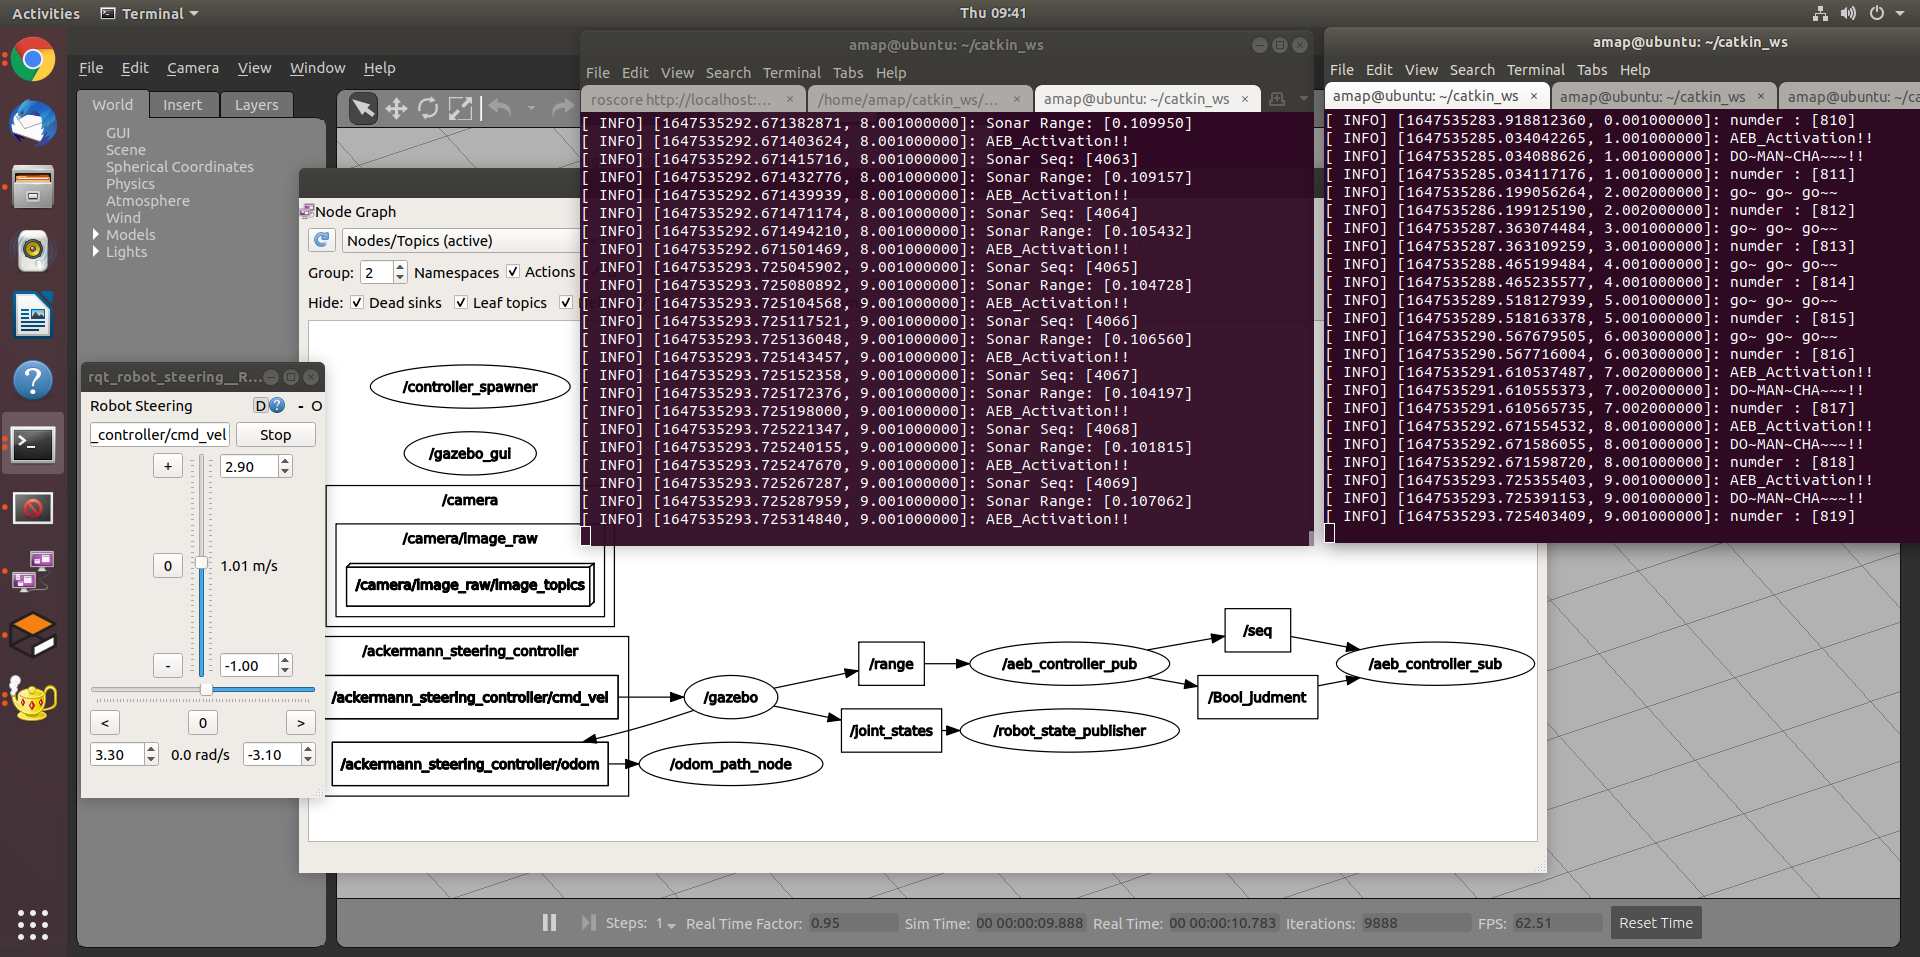 Activities
Terminal
Thu 09:41
File Edit Camera View Window Help
World Insert Layers
GUI
Scene
Spherical Coordinates
Physics
Atmosphere
Wind
Models
Lights
Node Graph
Nodes/Topics (active)
Group: 2 Namespaces Actions
Hide: Dead sinks Leaf topics
rqt_robot_steering__R...
Robot Steering D ? - O
_controller/cmd_vel Stop
+ 2.90
0 1.01 m/s
- -1.00
< 0 >
3.30 0.0 rad/s -3.10
amap@ubuntu: ~/catkin_ws
File Edit View Search Terminal Tabs Help
roscore http://localhost:... × /home/amap/catkin_ws/... × amap@ubuntu: ~/catkin_ws ×
[ INFO] [1647535292.671382871, 8.001000000]: Sonar Range: [0.109950]
[ INFO] [1647535292.671403624, 8.001000000]: AEB_Activation!!
[ INFO] [1647535292.671415716, 8.001000000]: Sonar Seq: [4063]
[ INFO] [1647535292.671432776, 8.001000000]: Sonar Range: [0.109157]
[ INFO] [1647535292.671439939, 8.001000000]: AEB_Activation!!
[ INFO] [1647535292.671471174, 8.001000000]: Sonar Seq: [4064]
[ INFO] [1647535292.671494210, 8.001000000]: Sonar Range: [0.105432]
[ INFO] [1647535292.671501469, 8.001000000]: AEB_Activation!!
[ INFO] [1647535293.725045902, 9.001000000]: Sonar Seq: [4065]
[ INFO] [1647535293.725080892, 9.001000000]: Sonar Range: [0.104728]
[ INFO] [1647535293.725104568, 9.001000000]: AEB_Activation!!
[ INFO] [1647535293.725117521, 9.001000000]: Sonar Seq: [4066]
[ INFO] [1647535293.725136048, 9.001000000]: Sonar Range: [0.106560]
[ INFO] [1647535293.725143457, 9.001000000]: AEB_Activation!!
[ INFO] [1647535293.725152358, 9.001000000]: Sonar Seq: [4067]
[ INFO] [1647535293.725172376, 9.001000000]: Sonar Range: [0.104197]
[ INFO] [1647535293.725198000, 9.001000000]: AEB_Activation!!
[ INFO] [1647535293.725221347, 9.001000000]: Sonar Seq: [4068]
[ INFO] [1647535293.725240155, 9.001000000]: Sonar Range: [0.101815]
[ INFO] [1647535293.725247670, 9.001000000]: AEB_Activation!!
[ INFO] [1647535293.725267287, 9.001000000]: Sonar Seq: [4069]
[ INFO] [1647535293.725287959, 9.001000000]: Sonar Range: [0.107062]
[ INFO] [1647535293.725314840, 9.001000000]: AEB_Activation!!
amap@ubuntu: ~/catkin_ws
File Edit View Search Terminal Tabs Help
amap@ubuntu: ~/catkin_ws × amap@ubuntu: ~/catkin_ws × amap@ubuntu: ~/ca
[ INFO] [1647535283.918812360, 0.001000000]: numder : [810]
[ INFO] [1647535285.034042265, 1.001000000]: AEB_Activation!!
[ INFO] [1647535285.034088626, 1.001000000]: DO~MAN~CHA~~~!!
[ INFO] [1647535285.034117176, 1.001000000]: numder : [811]
[ INFO] [1647535286.199056264, 2.002000000]: go~ go~ go~~
[ INFO] [1647535286.199125190, 2.002000000]: numder : [812]
[ INFO] [1647535287.363074484, 3.001000000]: go~ go~ go~~
[ INFO] [1647535287.363109259, 3.001000000]: numder : [813]
[ INFO] [1647535288.465199484, 4.001000000]: go~ go~ go~~
[ INFO] [1647535288.465235577, 4.001000000]: numder : [814]
[ INFO] [1647535289.518127939, 5.001000000]: go~ go~ go~~
[ INFO] [1647535289.518163378, 5.001000000]: numder : [815]
[ INFO] [1647535290.567679505, 6.003000000]: go~ go~ go~~
[ INFO] [1647535290.567716004, 6.003000000]: numder : [816]
[ INFO] [1647535291.610537487, 7.002000000]: AEB_Activation!!
[ INFO] [1647535291.610555373, 7.002000000]: DO~MAN~CHA~~~!!
[ INFO] [1647535291.610565735, 7.002000000]: numder : [817]
[ INFO] [1647535292.671554532, 8.001000000]: AEB_Activation!!
[ INFO] [1647535292.671586055, 8.001000000]: DO~MAN~CHA~~~!!
[ INFO] [1647535292.671598720, 8.001000000]: numder : [818]
[ INFO] [1647535293.725355403, 9.001000000]: AEB_Activation!!
[ INFO] [1647535293.725391153, 9.001000000]: DO~MAN~CHA~~~!!
[ INFO] [1647535293.725403409, 9.001000000]: numder : [819]
/controller_spawner
/gazebo_gui
/camera
/camera/image_raw
/camera/image_raw/image_topics
/ackermann_steering_controller
/ackermann_steering_controller/cmd_vel
/ackermann_steering_controller/odom
/gazebo
/odom_path_node
/range
/joint_states
/aeb_controller_pub
/robot_state_publisher
/seq
/Bool_judment
/aeb_controller_sub
Steps: 1 Real Time Factor: 0.95 Sim Time: 00 00:00:09.888 Real Time: 00 00:00:10.783 Iterations: 9888 FPS: 62.51 Reset Time